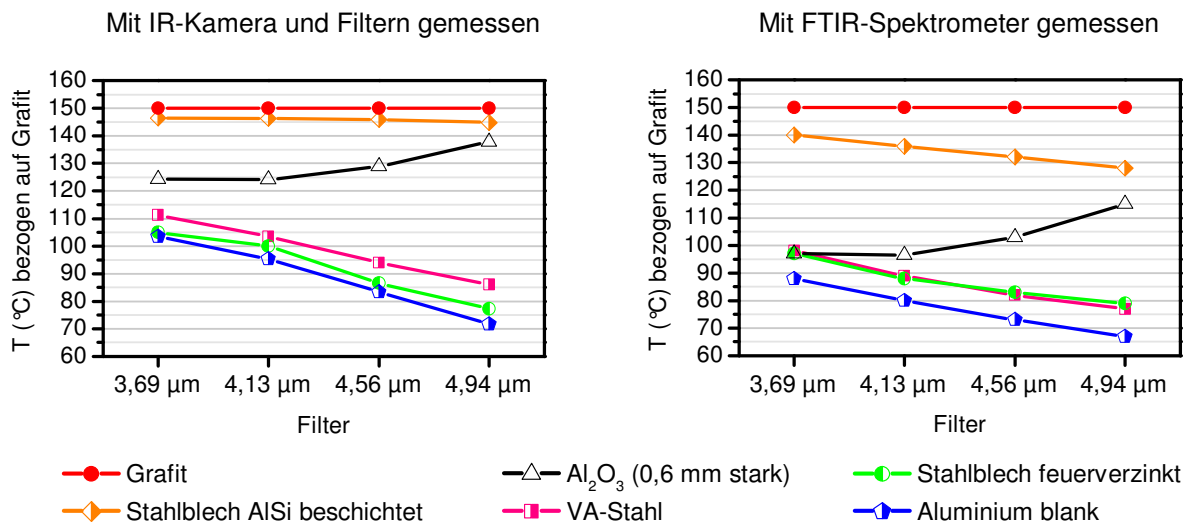 Mit IR-Kamera und Filtern gemessen
T (°C) bezogen auf Grafit
160
150
140
130
120
110
100
90
80
70
60
3,69 µm 4,13 µm 4,56 µm 4,94 µm
Filter
Mit FTIR-Spektrometer gemessen
T (°C) bezogen auf Grafit
160
150
140
130
120
110
100
90
80
70
60
3,69 µm 4,13 µm 4,56 µm 4,94 µm
Filter
Grafit
Al₂O₃ (0,6 mm stark)
Stahlblech feuerverzinkt
Stahlblech AlSi beschichtet
VA-Stahl
Aluminium blank